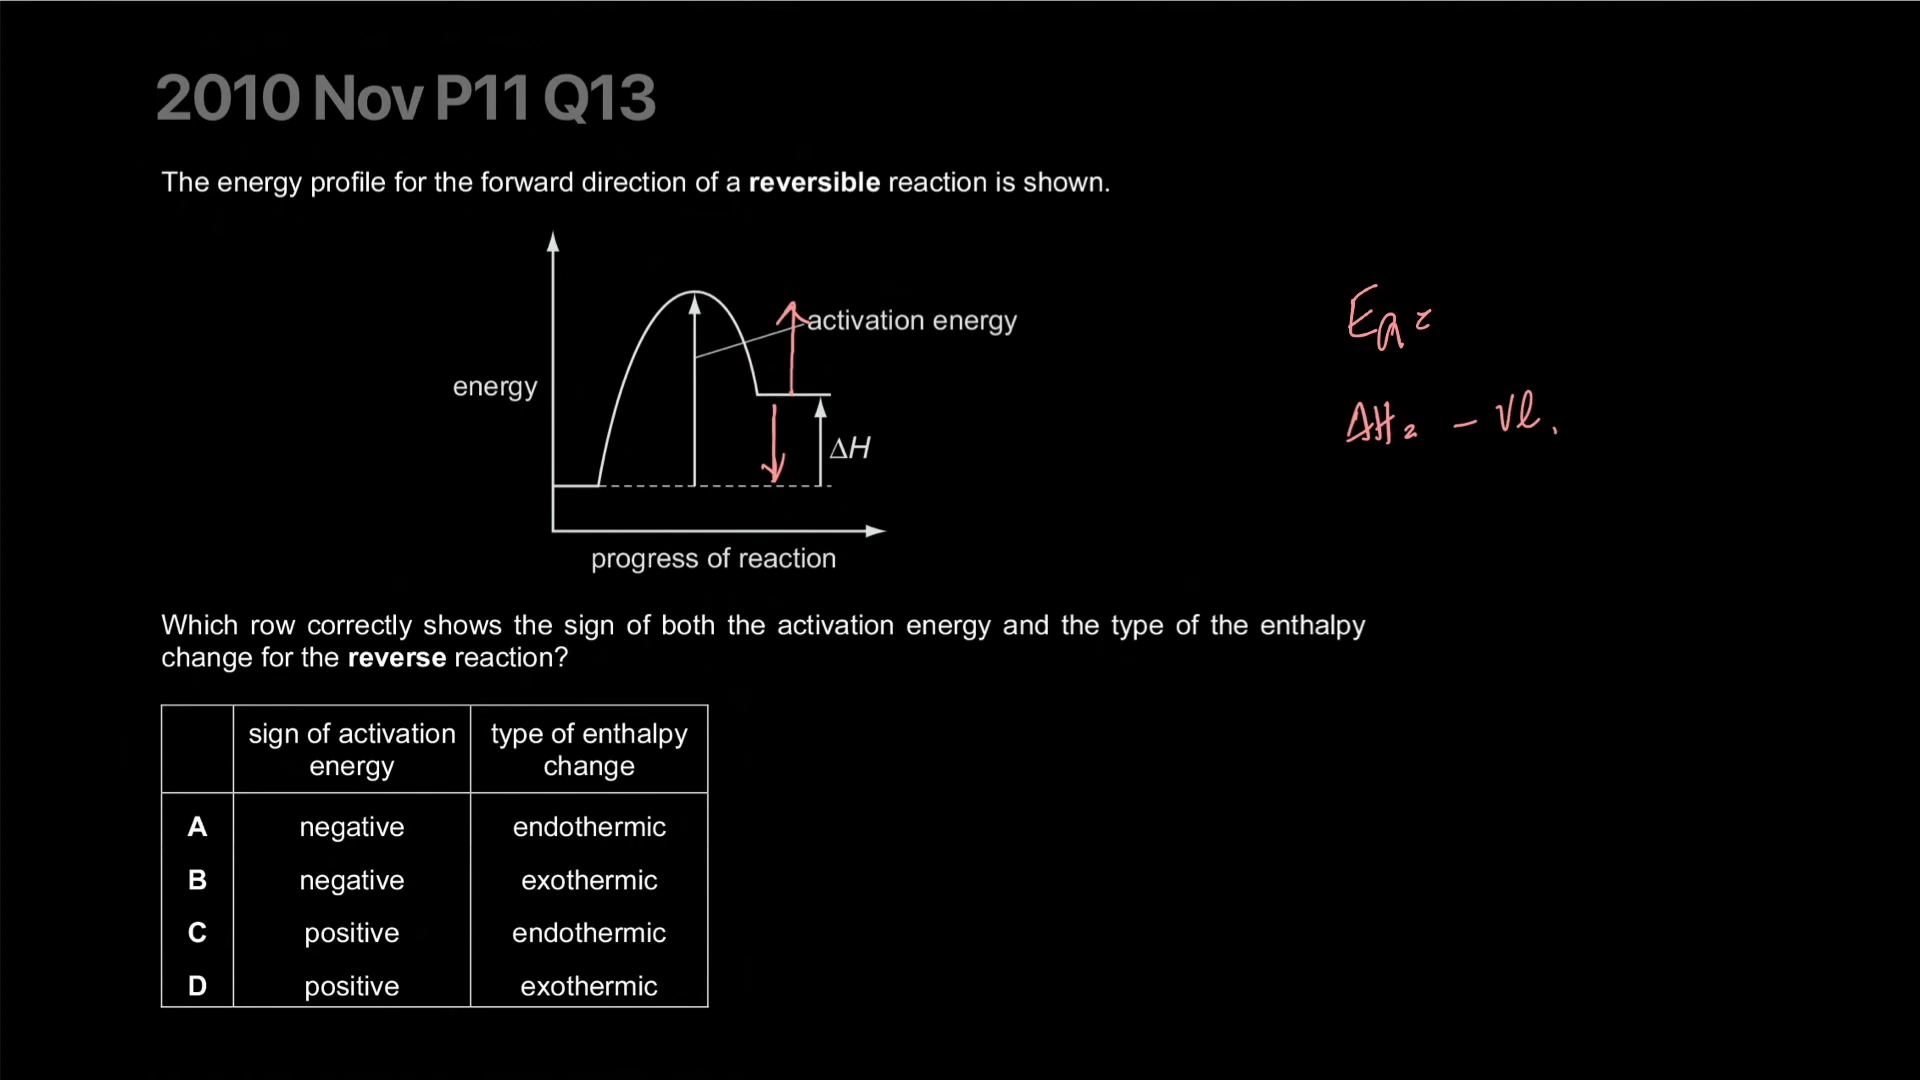 2010 Nov P11 Q13
The energy profile for the forward direction of a reversible reaction is shown.
activation energy
energy
ΔH
progress of reaction
Ea =
ΔH = - ve.
Which row correctly shows the sign of both the activation energy and the type of the enthalpy
change for the reverse reaction?
sign of activation energy type of enthalpy change
A negative endothermic
B negative exothermic
C positive endothermic
D positive exothermic